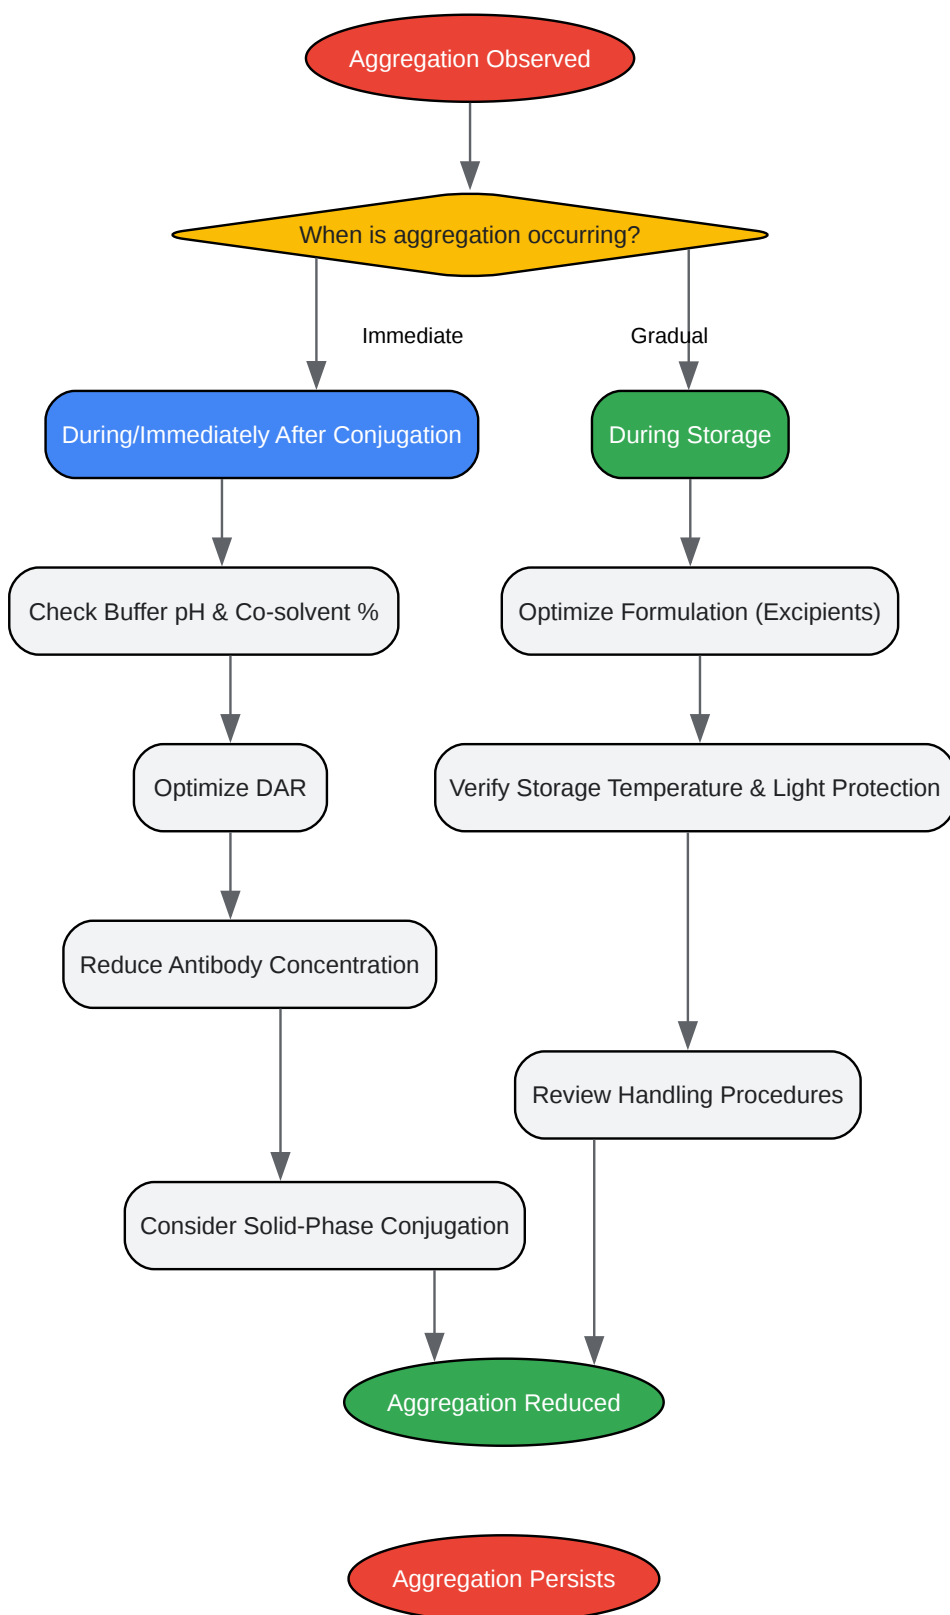 Aggregation Observed
When is aggregation occurring?
Immediate
Gradual
During/Immediately After Conjugation
During Storage
Check Buffer pH & Co-solvent %
Optimize Formulation (Excipients)
Optimize DAR
Verify Storage Temperature & Light Protection
Reduce Antibody Concentration
Review Handling Procedures
Consider Solid-Phase Conjugation
Aggregation Reduced
Aggregation Persists